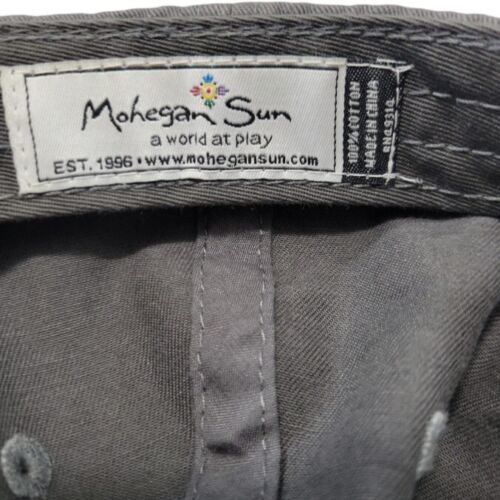 Mohegan Sun
a world at play
EST. 1996 • www.mohegansun.com
100% COTTON
MADE IN CHINA